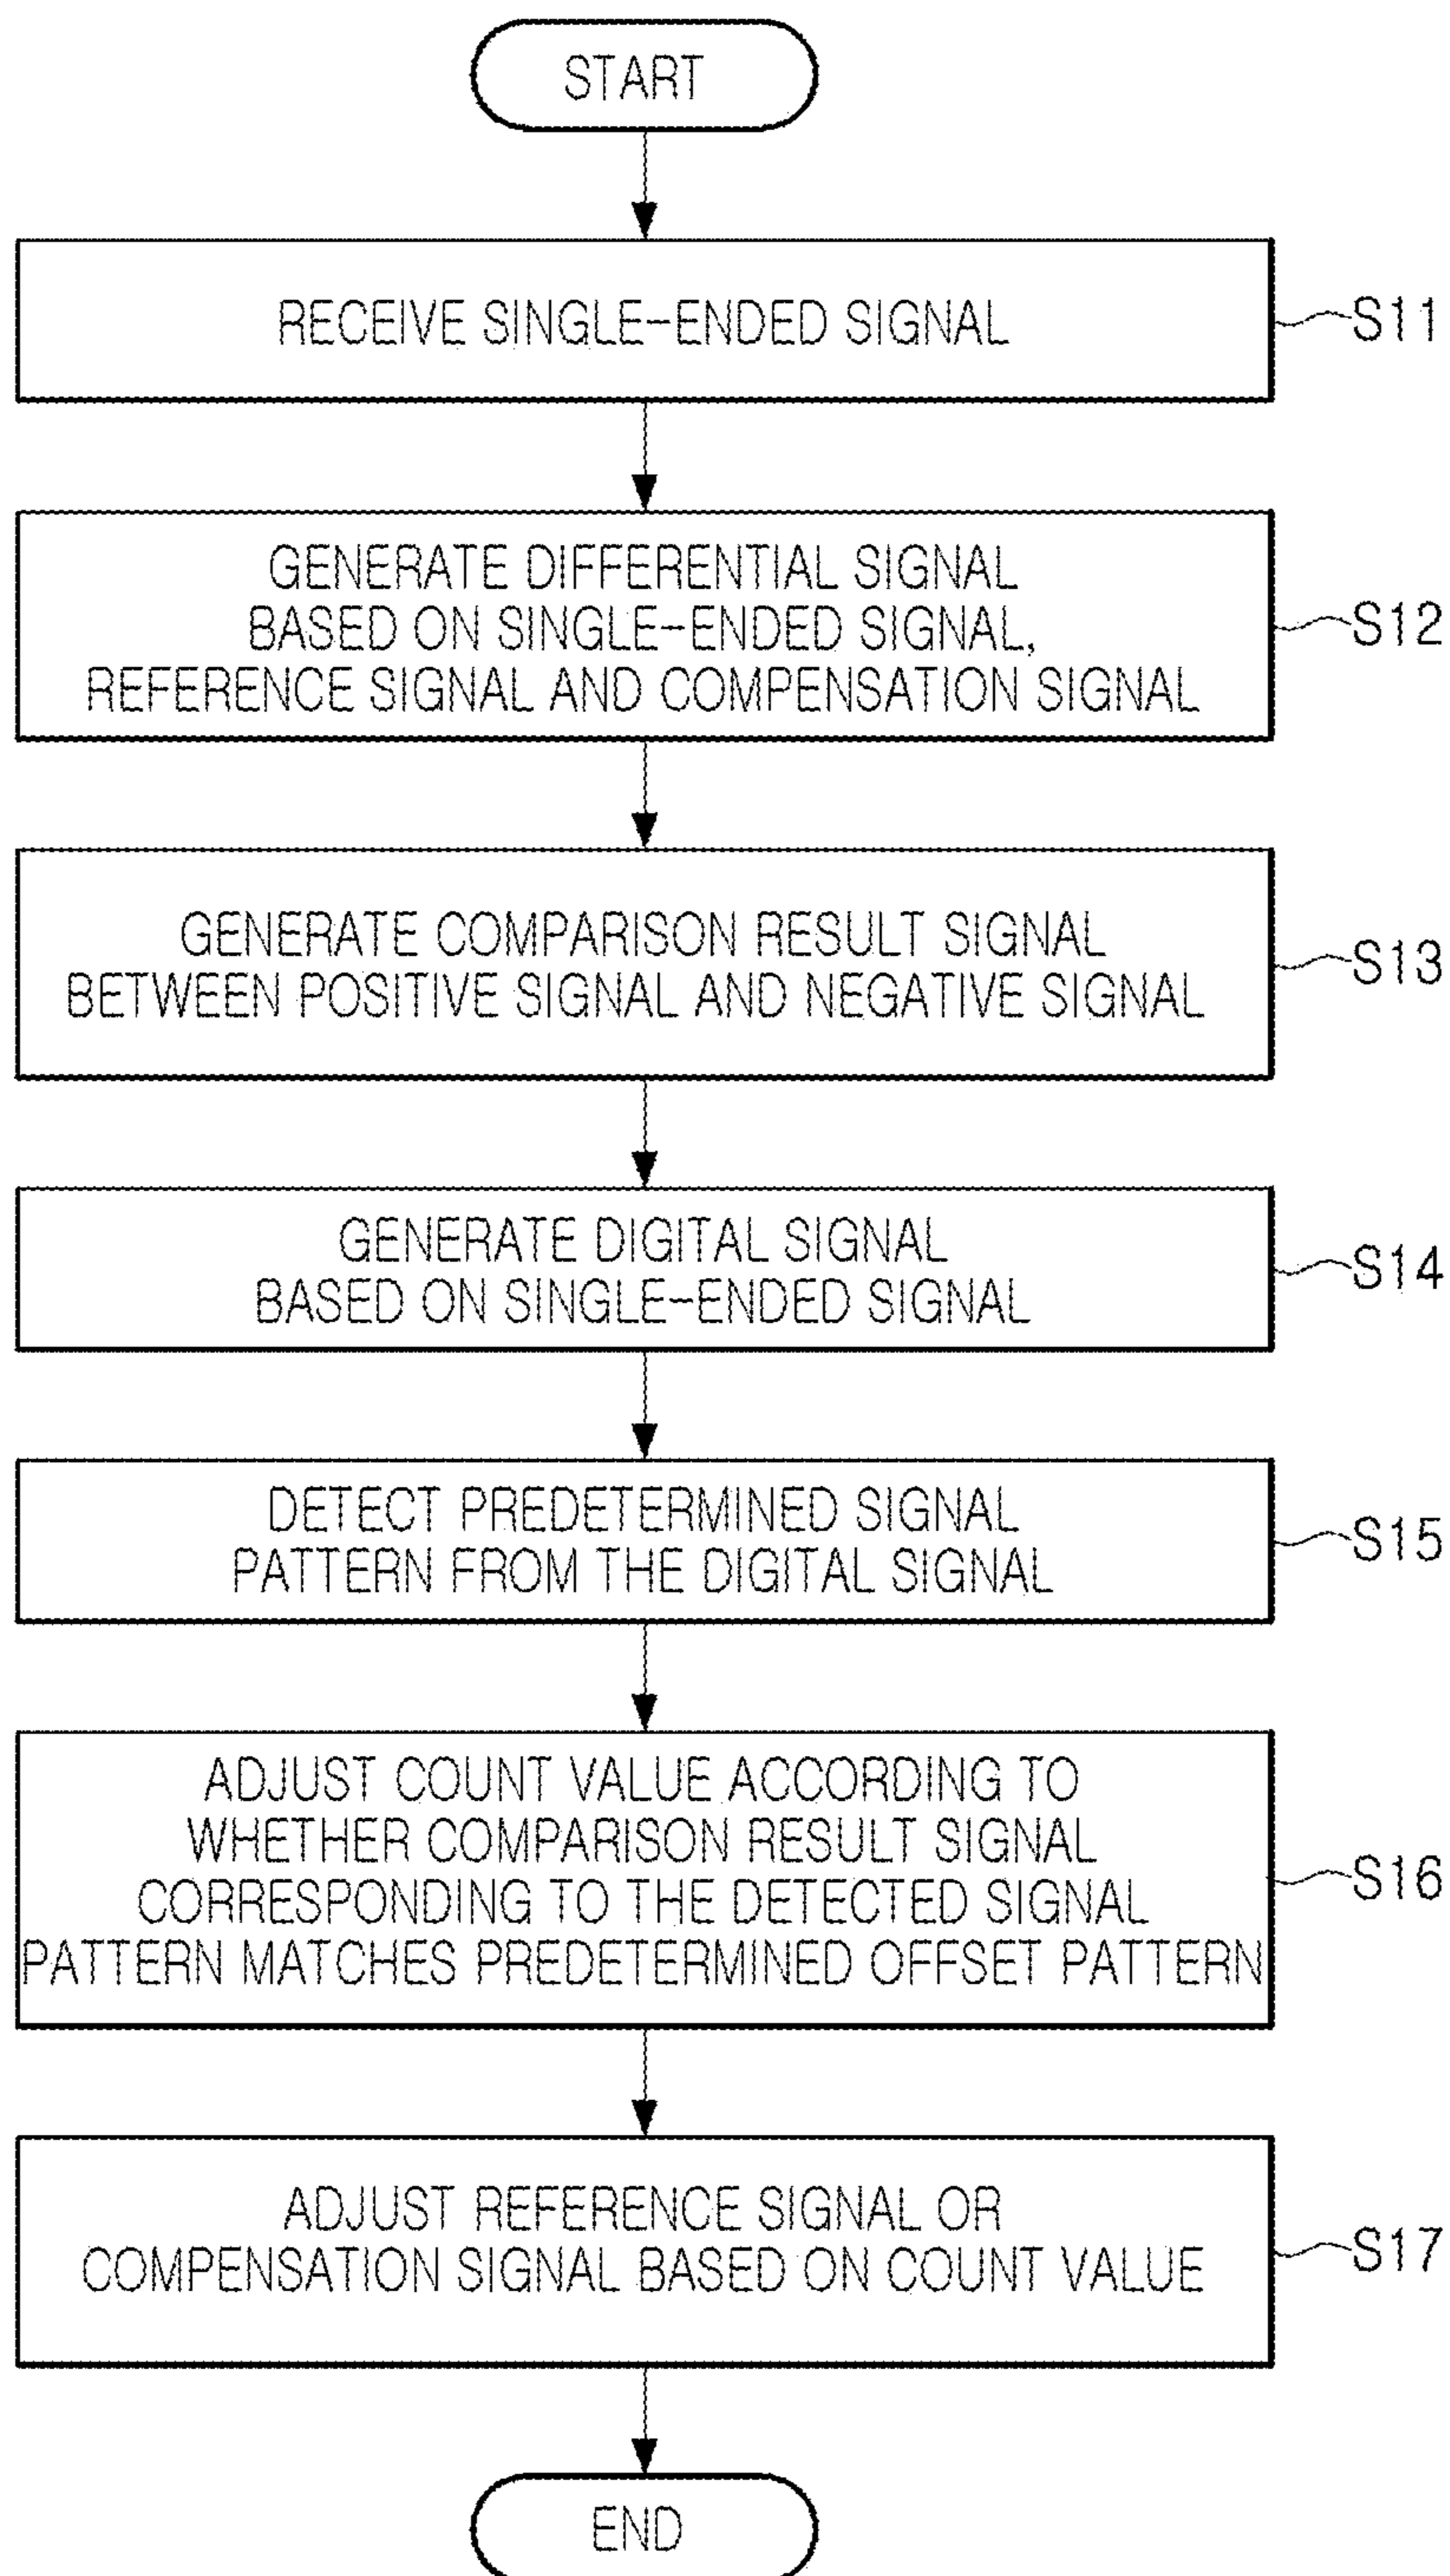 START
RECEIVE SINGLE-ENDED SIGNAL
S11
GENERATE DIFFERENTIAL SIGNAL
BASED ON SINGLE-ENDED SIGNAL,
REFERENCE SIGNAL AND COMPENSATION SIGNAL
S12
GENERATE COMPARISON RESULT SIGNAL
BETWEEN POSITIVE SIGNAL AND NEGATIVE SIGNAL
S13
GENERATE DIGITAL SIGNAL
BASED ON SINGLE-ENDED SIGNAL
S14
DETECT PREDETERMINED SIGNAL
PATTERN FROM THE DIGITAL SIGNAL
S15
ADJUST COUNT VALUE ACCORDING TO
WHETHER COMPARISON RESULT SIGNAL
CORRESPONDING TO THE DETECTED SIGNAL
PATTERN MATCHES PREDETERMINED OFFSET PATTERN
S16
ADJUST REFERENCE SIGNAL OR
COMPENSATION SIGNAL BASED ON COUNT VALUE
S17
END